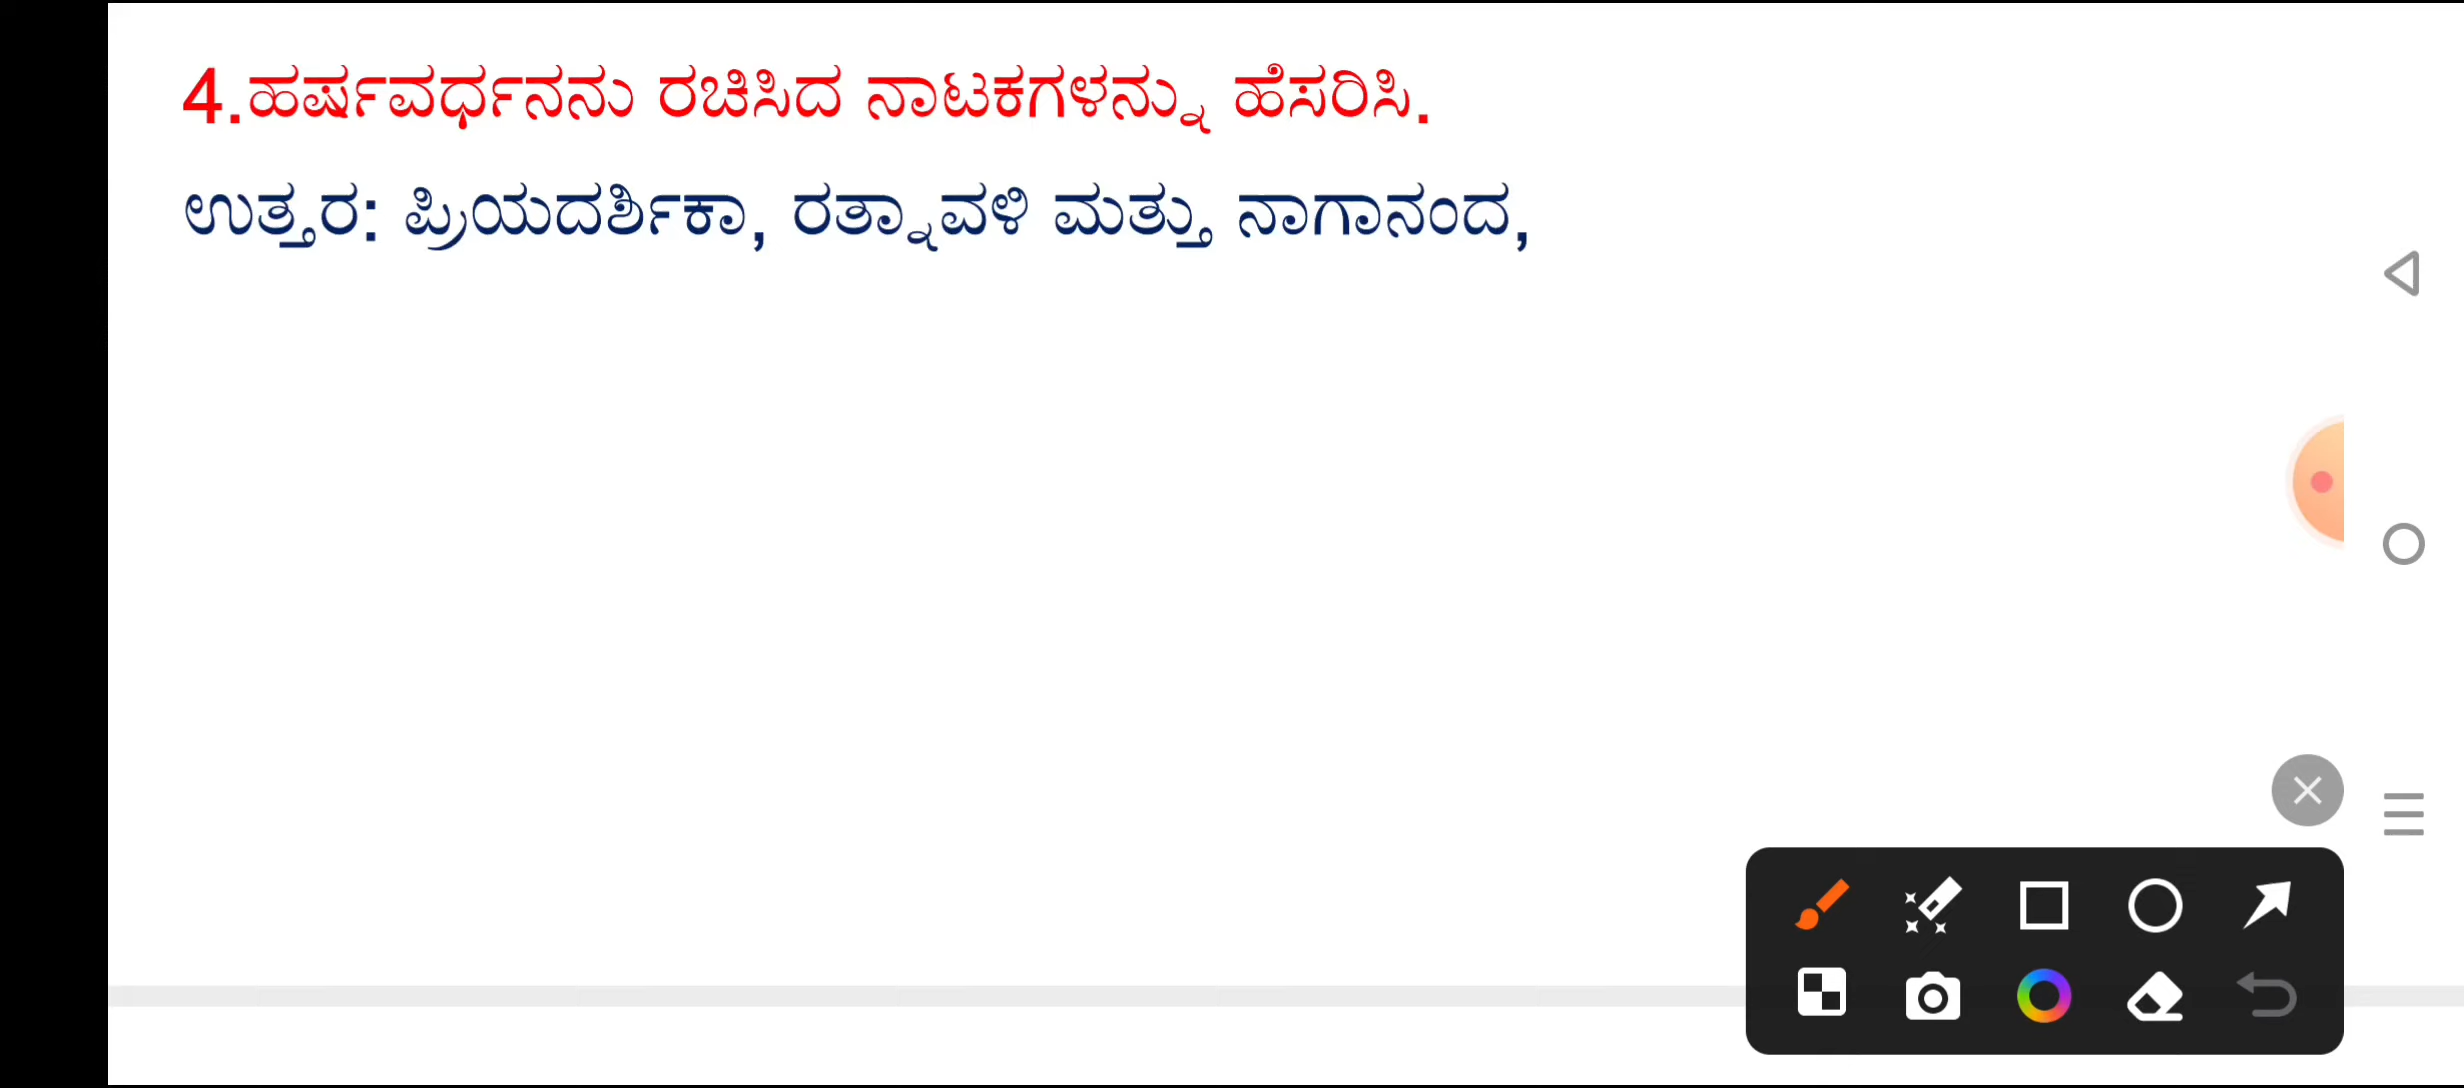 4.ಹರ್ಷವರ್ಧನನು ರಚಿಸಿದ ನಾಟಕಗಳನ್ನು ಹೆಸರಿಸಿ.
ಉತ್ತರ: ಪ್ರಿಯದರ್ಶಿಕಾ, ರತ್ನಾವಳಿ ಮತ್ತು ನಾಗಾನಂದ,